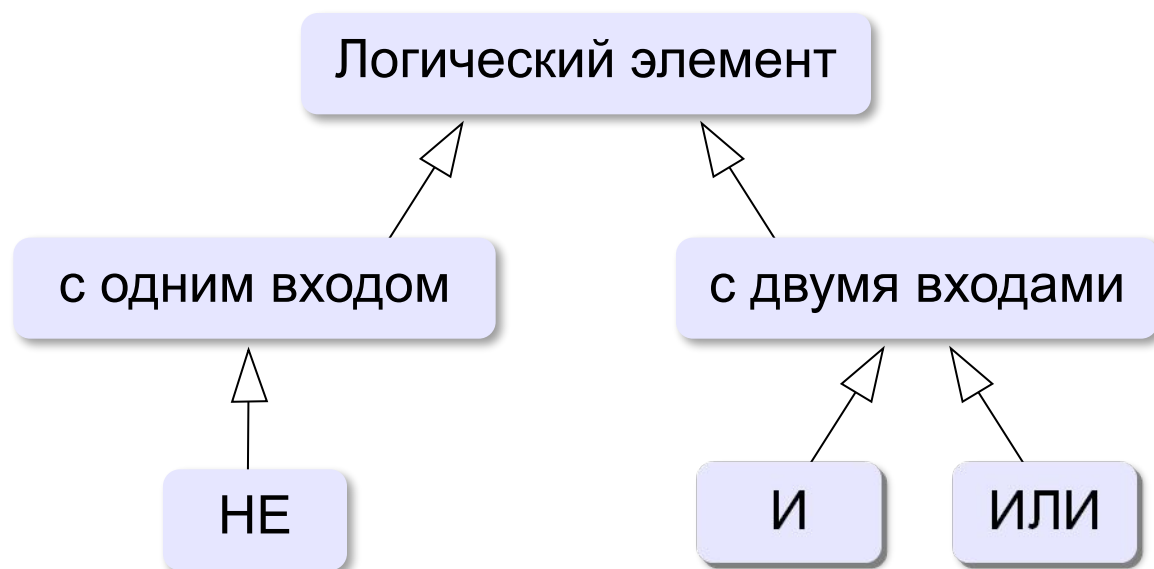 Логический элемент
с одним входом
с двумя входами
НЕ
И
ИЛИ